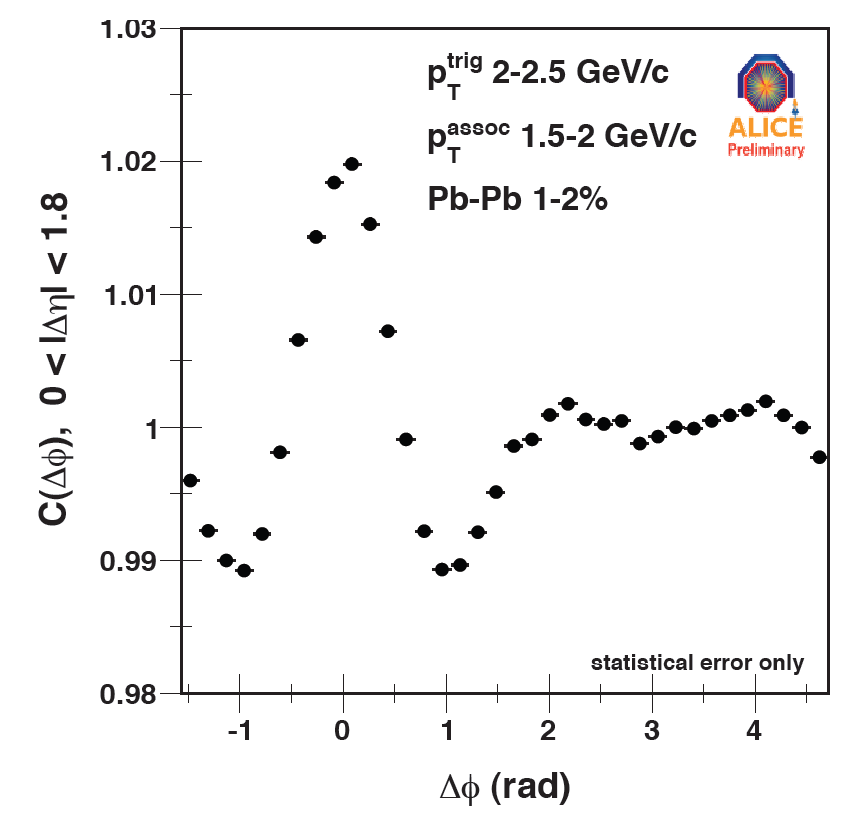 1.03
1.02
1.01
1
0.99
0.98
C(Δϕ), 0 < |Δη| < 1.8
p_T^trig 2-2.5 GeV/c
p_T^assoc 1.5-2 GeV/c
Pb-Pb 1-2%
ALICE
Preliminary
statistical error only
-1 0 1 2 3 4
Δϕ (rad)